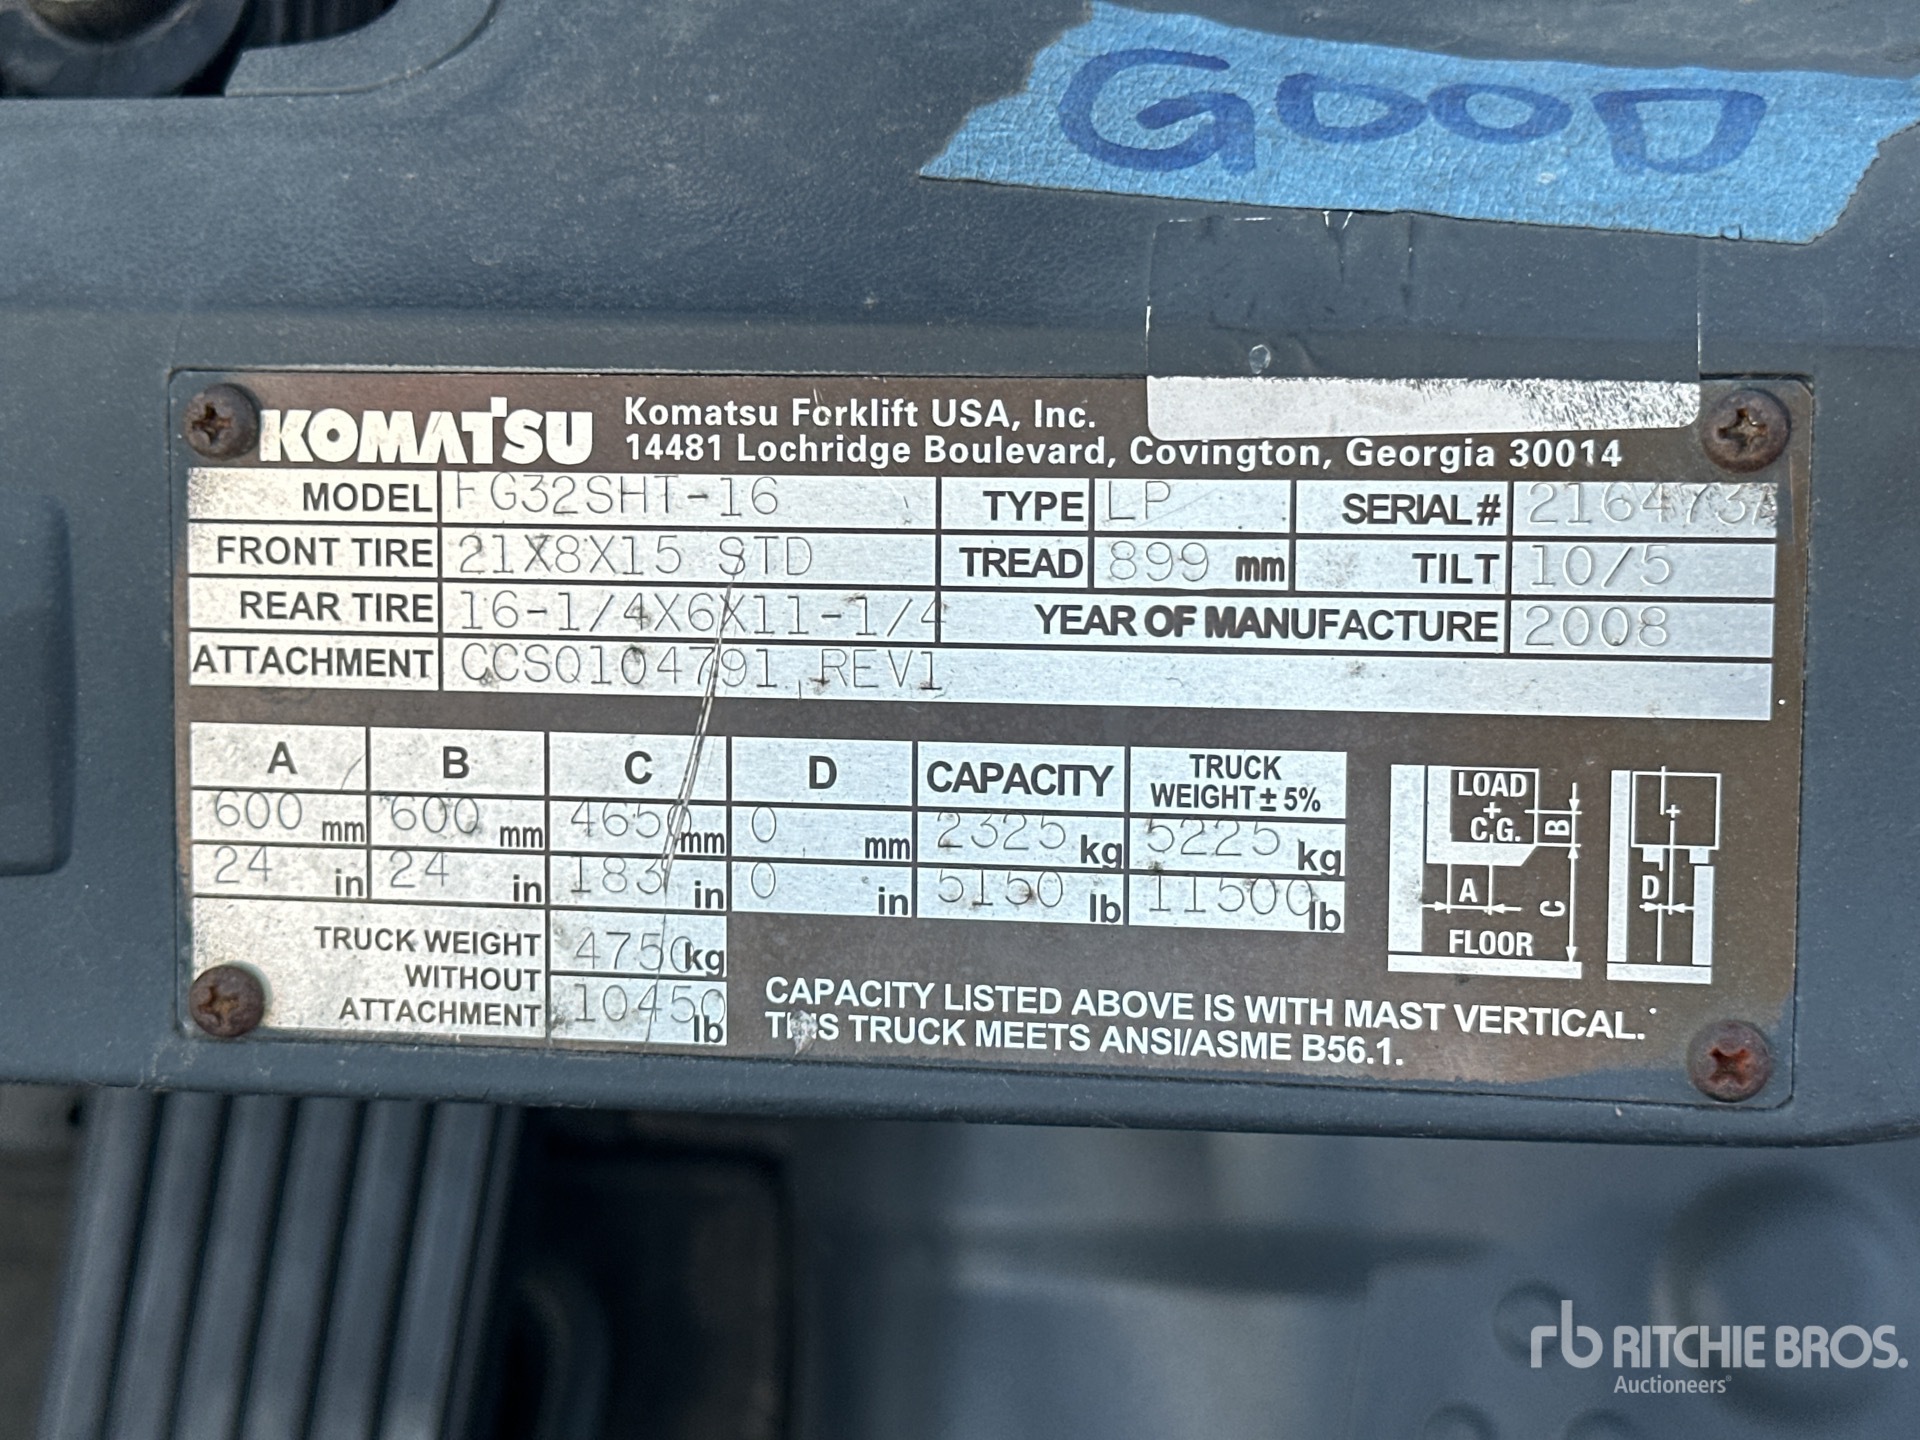 GOOD
KOMATSU
Komatsu Forklift USA, Inc.
14481 Lochridge Boulevard, Covington, Georgia 30014
MODEL FG32SHT-16 TYPE LP SERIAL# 216473A
FRONT TIRE 21X8X15 STD TREAD 899 mm TILT 10/5
REAR TIRE 16-1/4X6X11-1/4 YEAR OF MANUFACTURE 2008
ATTACHMENT CCSQ104791 REV1
A B C D CAPACITY TRUCK WEIGHT ± 5%
600 mm 600 mm 4650 mm 0 mm 2325 kg 5225 kg
24 in 24 in 183 in 0 in 5150 lb 11500 lb
TRUCK WEIGHT WITHOUT ATTACHMENT 4750 kg
10450 lb
CAPACITY LISTED ABOVE IS WITH MAST VERTICAL.
THIS TRUCK MEETS ANSI/ASME B56.1.
LOAD
+
C.G.
B
A
C
FLOOR
+
D
rb RITCHIE BROS.
Auctioneers